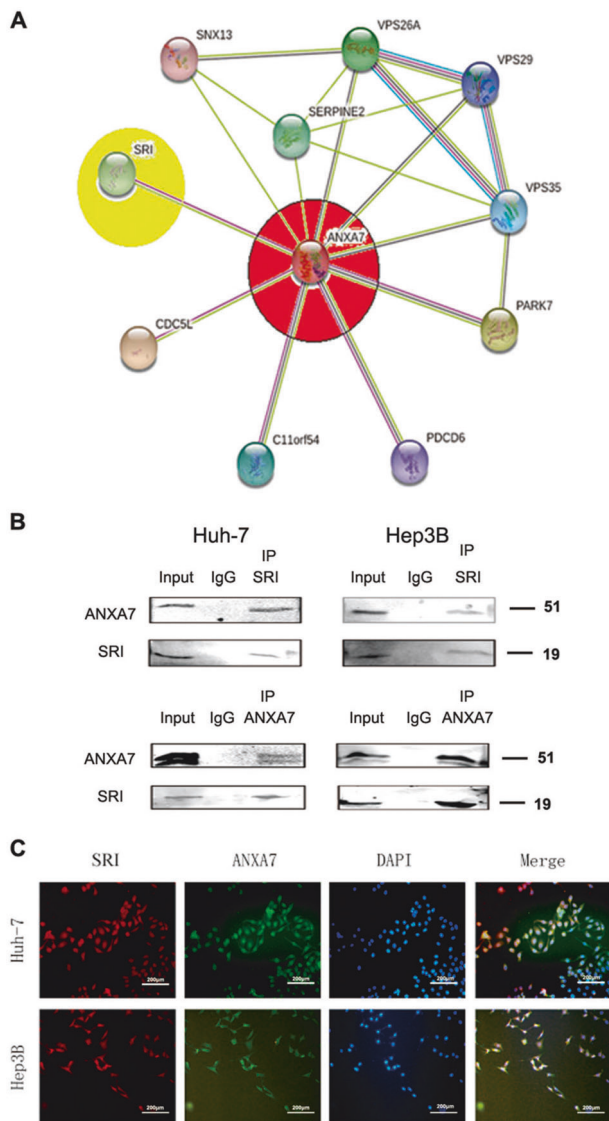 A
SNX13
VPS26A
VPS29
SERPINE2
SRI
VPS35
ANXA7
PARK7
CDC5L
C11orf54
PDCD6
B
Huh-7 Hep3B
IP IP
Input IgG SRI Input IgG SRI
ANXA7 51
SRI 19
IP IP
Input IgG ANXA7 Input IgG ANXA7
ANXA7 51
SRI 19
C
SRI ANXA7 DAPI Merge
Huh-7
200μm 200μm 200μm 200μm
Hep3B
200μm 200μm 200μm 200μm